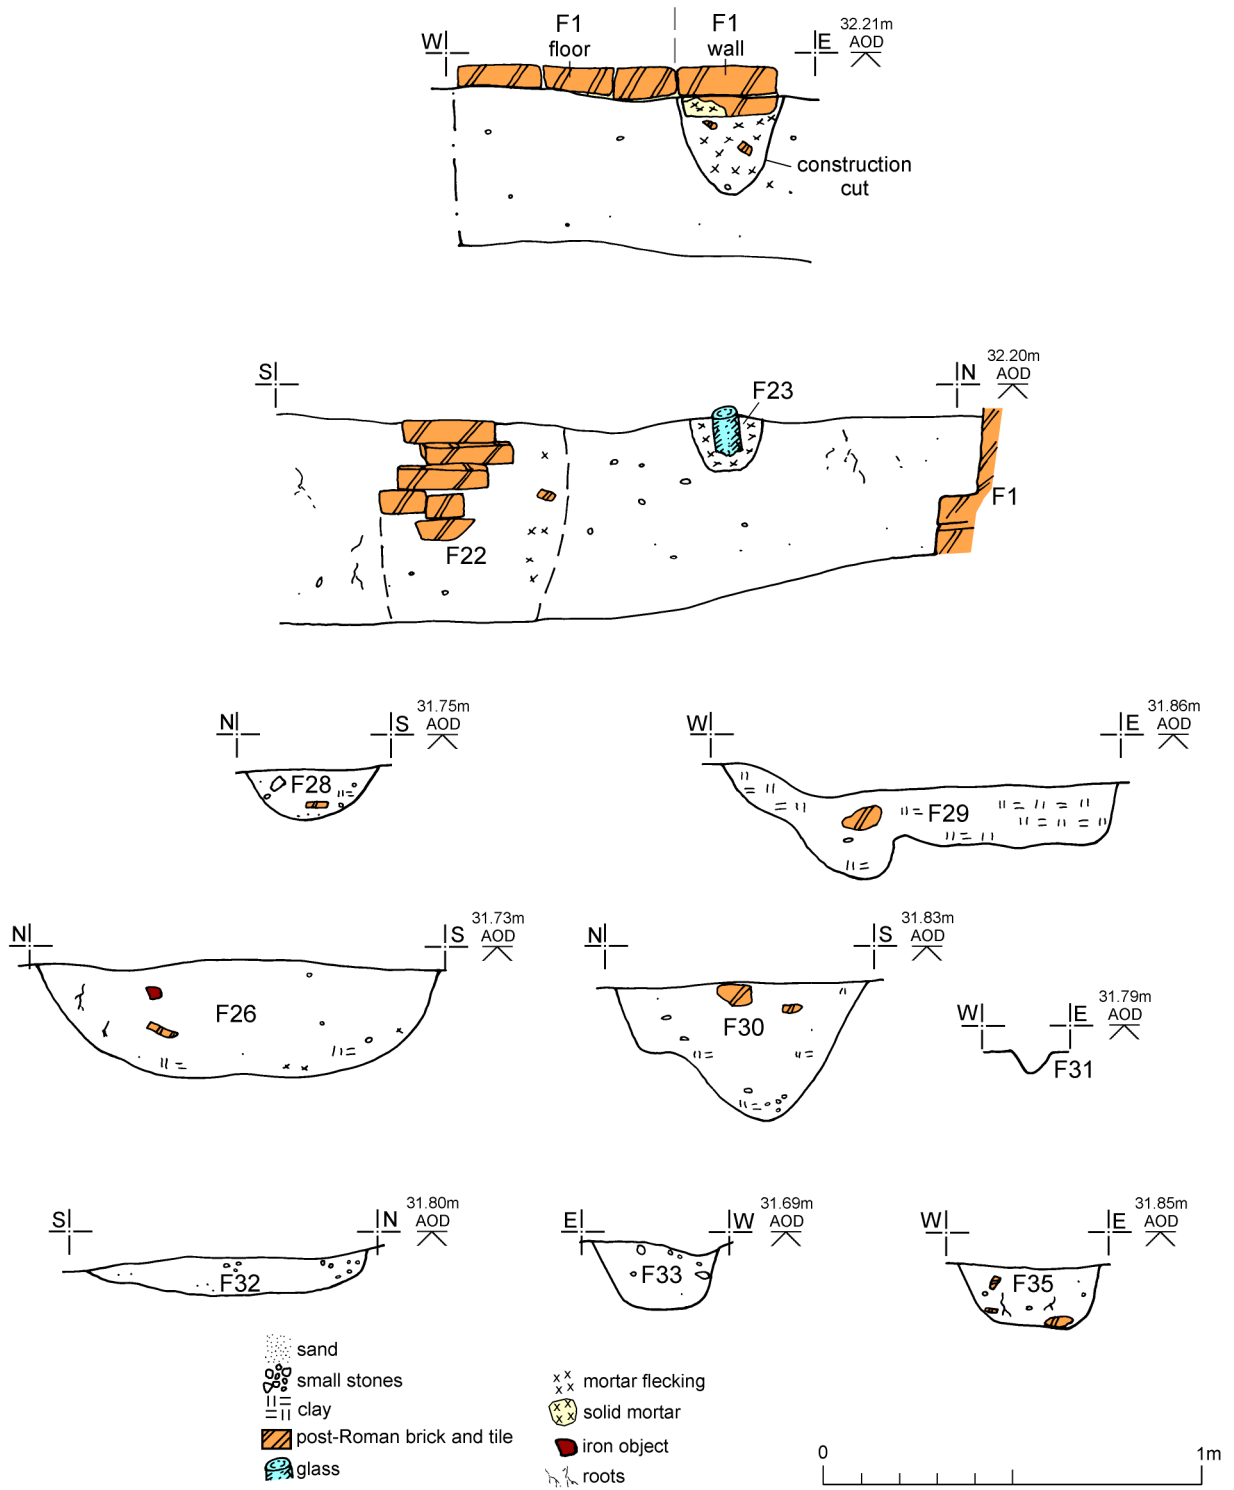 F1
floor
F1
wall
32.21m
AOD
W
E
construction
cut
S
N
32.20m
AOD
F23
F22
F1
N
S
31.75m
AOD
F28
W
E
31.86m
AOD
F29
N
S
31.73m
AOD
F26
N
S
31.83m
AOD
F30
W
E
31.79m
AOD
F31
S
N
31.80m
AOD
F32
E
W
31.69m
AOD
F33
W
E
31.85m
AOD
F35
sand
small stones
clay
post-Roman brick and tile
glass
mortar flecking
solid mortar
iron object
roots
0
1m